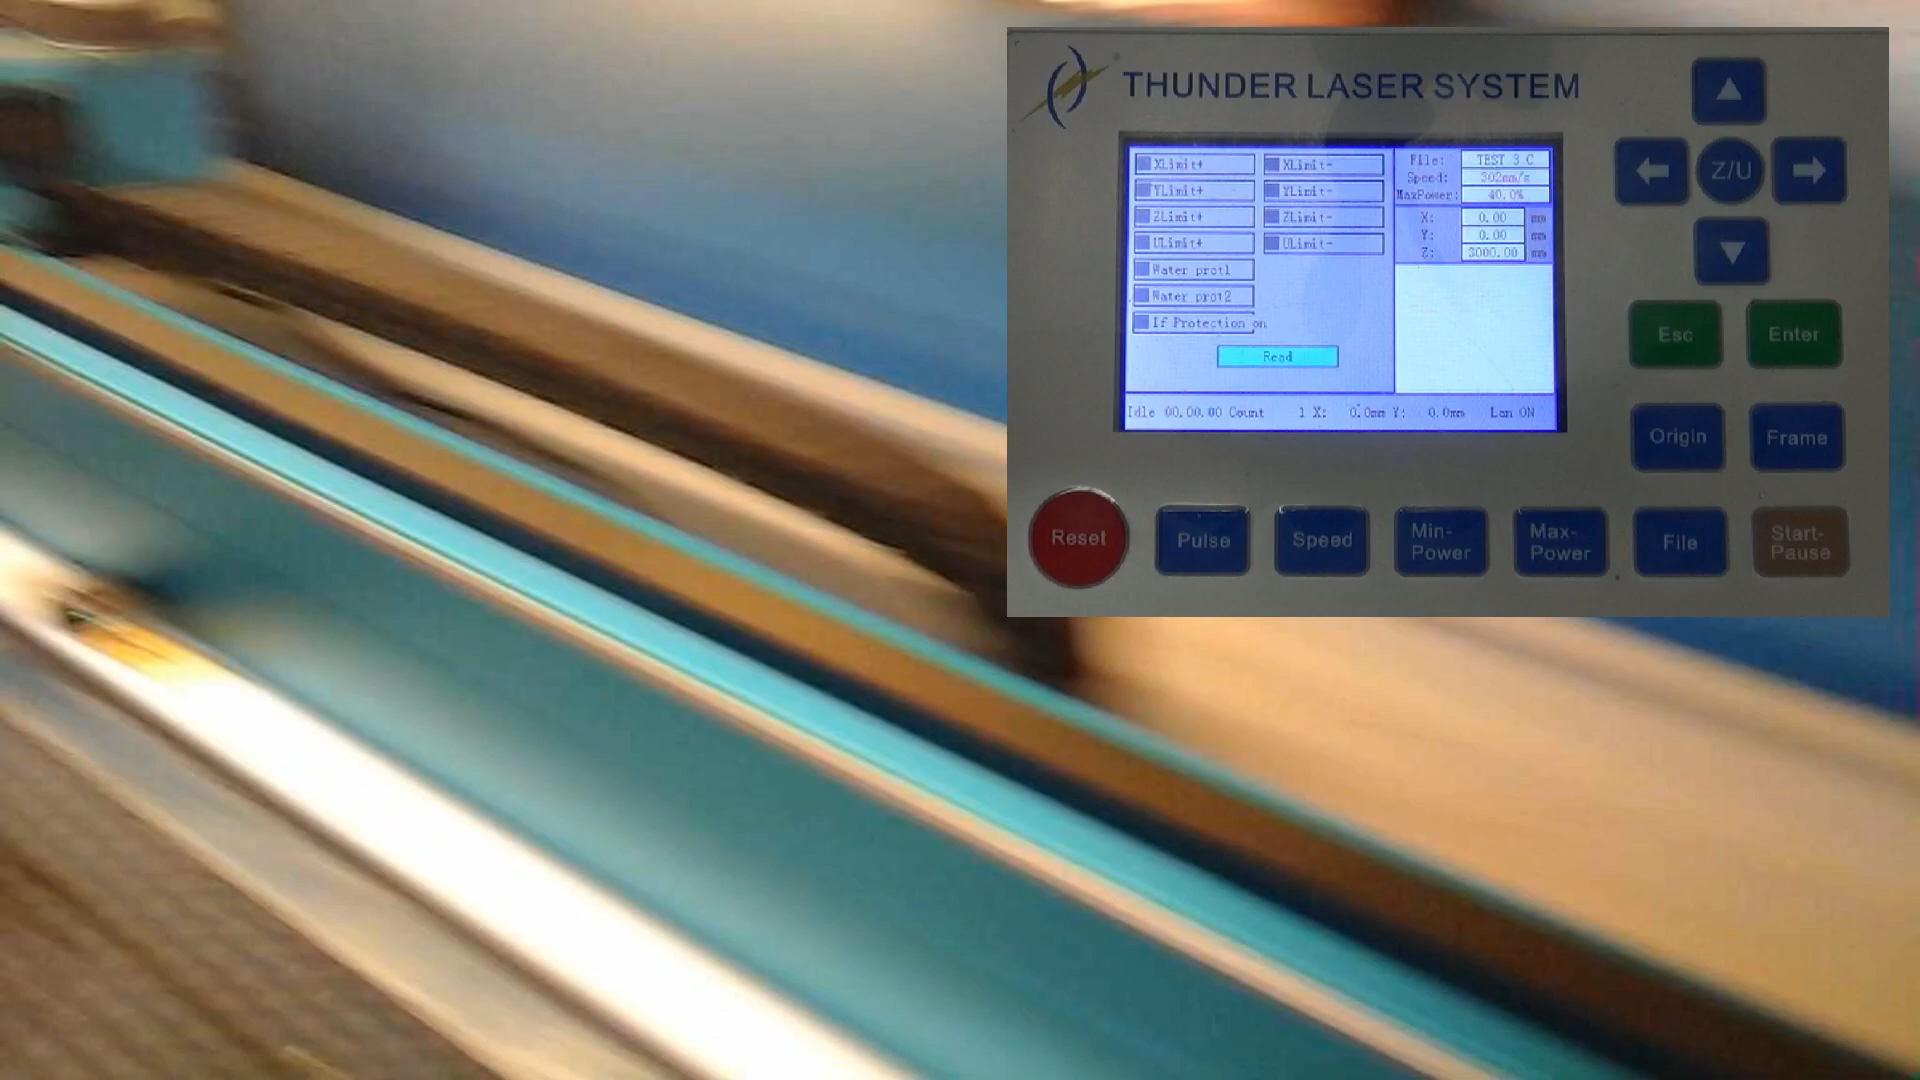 THUNDER LASER SYSTEM
XLimit+ XLimit-
YLimit+ YLimit-
ZLimit+ ZLimit-
ULimit+ ULimit-
Water prot1
Water prot2
If Protection on
Read
File: TEST 3 C
Speed: 302mm/s
MaxPower: 40.0%
X: 0.00 mm
Y: 0.00 mm
Z: 3000.00 mm
Idle 00.00.00 Count 1 X: 0.0mm Y: 0.0mm Lan ON
Z/U
Esc
Enter
Origin
Frame
Reset
Pulse
Speed
Min-
Power
Max-
Power
File
Start-
Pause